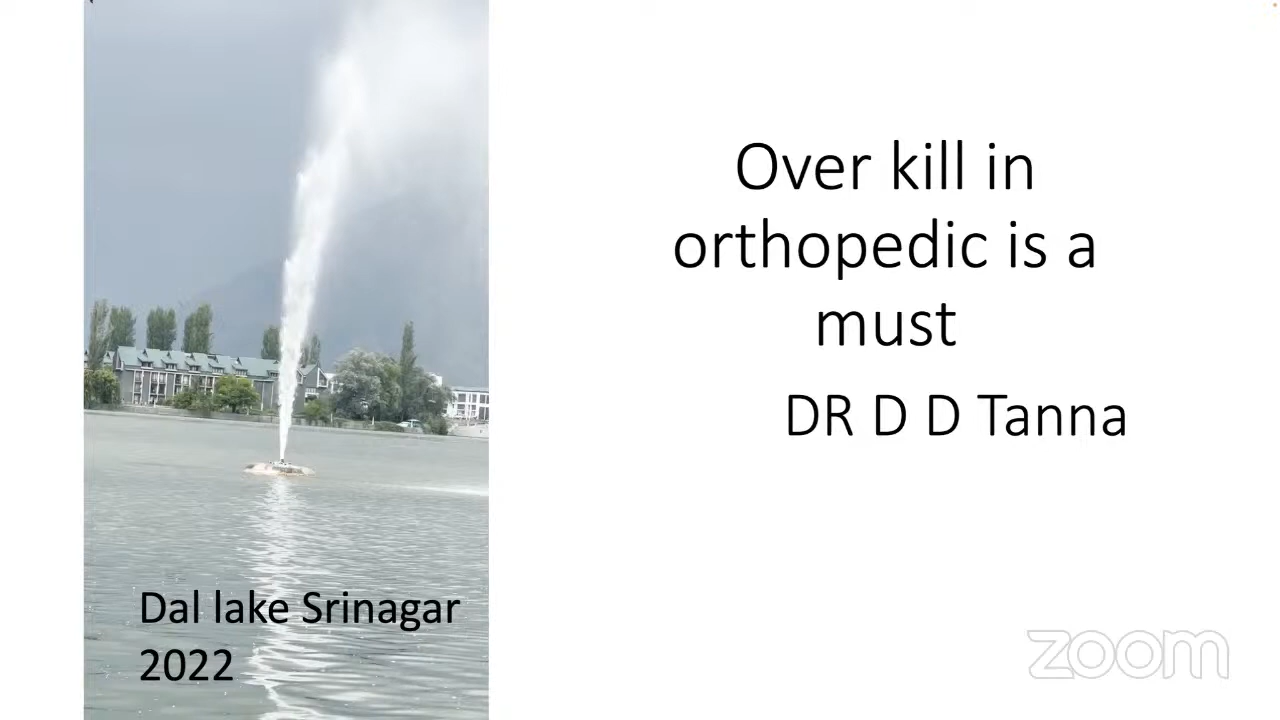 Over kill in
orthopedic is a
must
DR D D Tanna
Dal lake Srinagar
2022
zoom